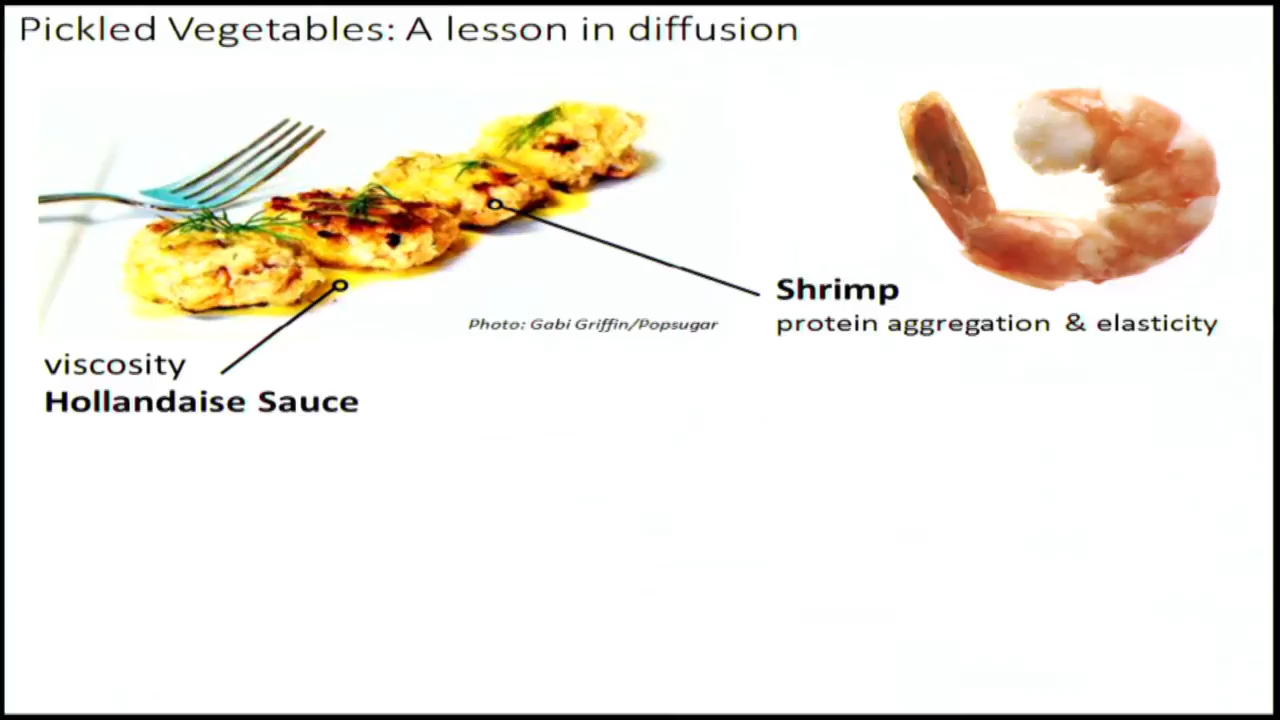 Pickled Vegetables: A lesson in diffusion
Shrimp
protein aggregation & elasticity
Photo: Gabi Griffin/Popsugar
viscosity
Hollandaise Sauce